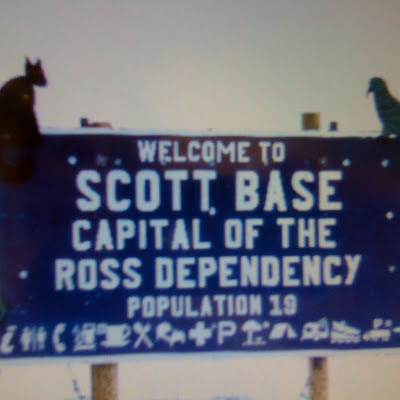 WELCOME TO
SCOTT BASE
CAPITAL OF THE
ROSS DEPENDENCY
POPULATION 19
P